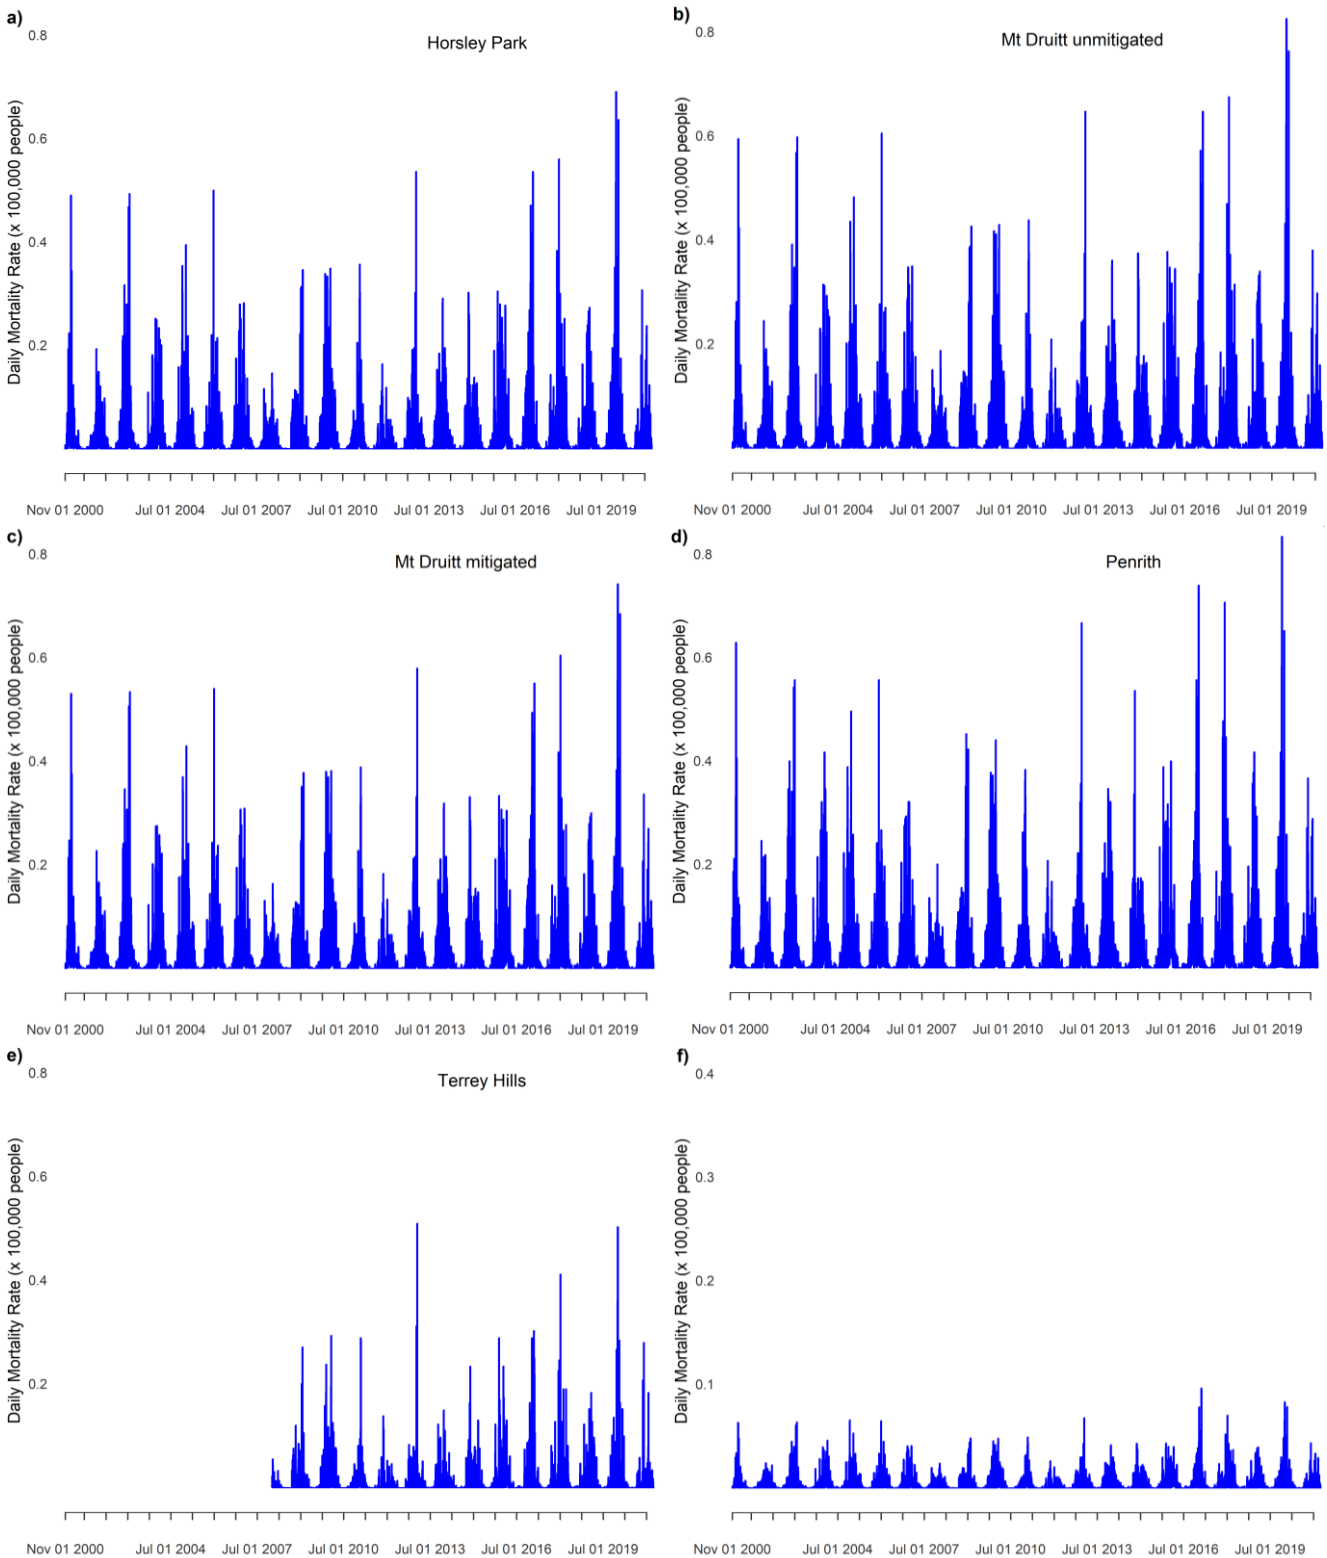 a)
Horsley Park
Daily Mortality Rate (x 100,000 people)
0.8
0.6
0.4
0.2
Nov 01 2000 Jul 01 2004 Jul 01 2007 Jul 01 2010 Jul 01 2013 Jul 01 2016 Jul 01 2019
b)
Mt Druitt unmitigated
Daily Mortality Rate (x 100,000 people)
0.8
0.6
0.4
0.2
Nov 01 2000 Jul 01 2004 Jul 01 2007 Jul 01 2010 Jul 01 2013 Jul 01 2016 Jul 01 2019
c)
Mt Druitt mitigated
Daily Mortality Rate (x 100,000 people)
0.8
0.6
0.4
0.2
Nov 01 2000 Jul 01 2004 Jul 01 2007 Jul 01 2010 Jul 01 2013 Jul 01 2016 Jul 01 2019
d)
Penrith
Daily Mortality Rate (x 100,000 people)
0.8
0.6
0.4
0.2
Nov 01 2000 Jul 01 2004 Jul 01 2007 Jul 01 2010 Jul 01 2013 Jul 01 2016 Jul 01 2019
e)
Terrey Hills
Daily Mortality Rate (x 100,000 people)
0.8
0.6
0.4
0.2
Nov 01 2000 Jul 01 2004 Jul 01 2007 Jul 01 2010 Jul 01 2013 Jul 01 2016 Jul 01 2019
f)
Daily Mortality Rate (x 100,000 people)
0.4
0.3
0.2
0.1
Nov 01 2000 Jul 01 2004 Jul 01 2007 Jul 01 2010 Jul 01 2013 Jul 01 2016 Jul 01 2019